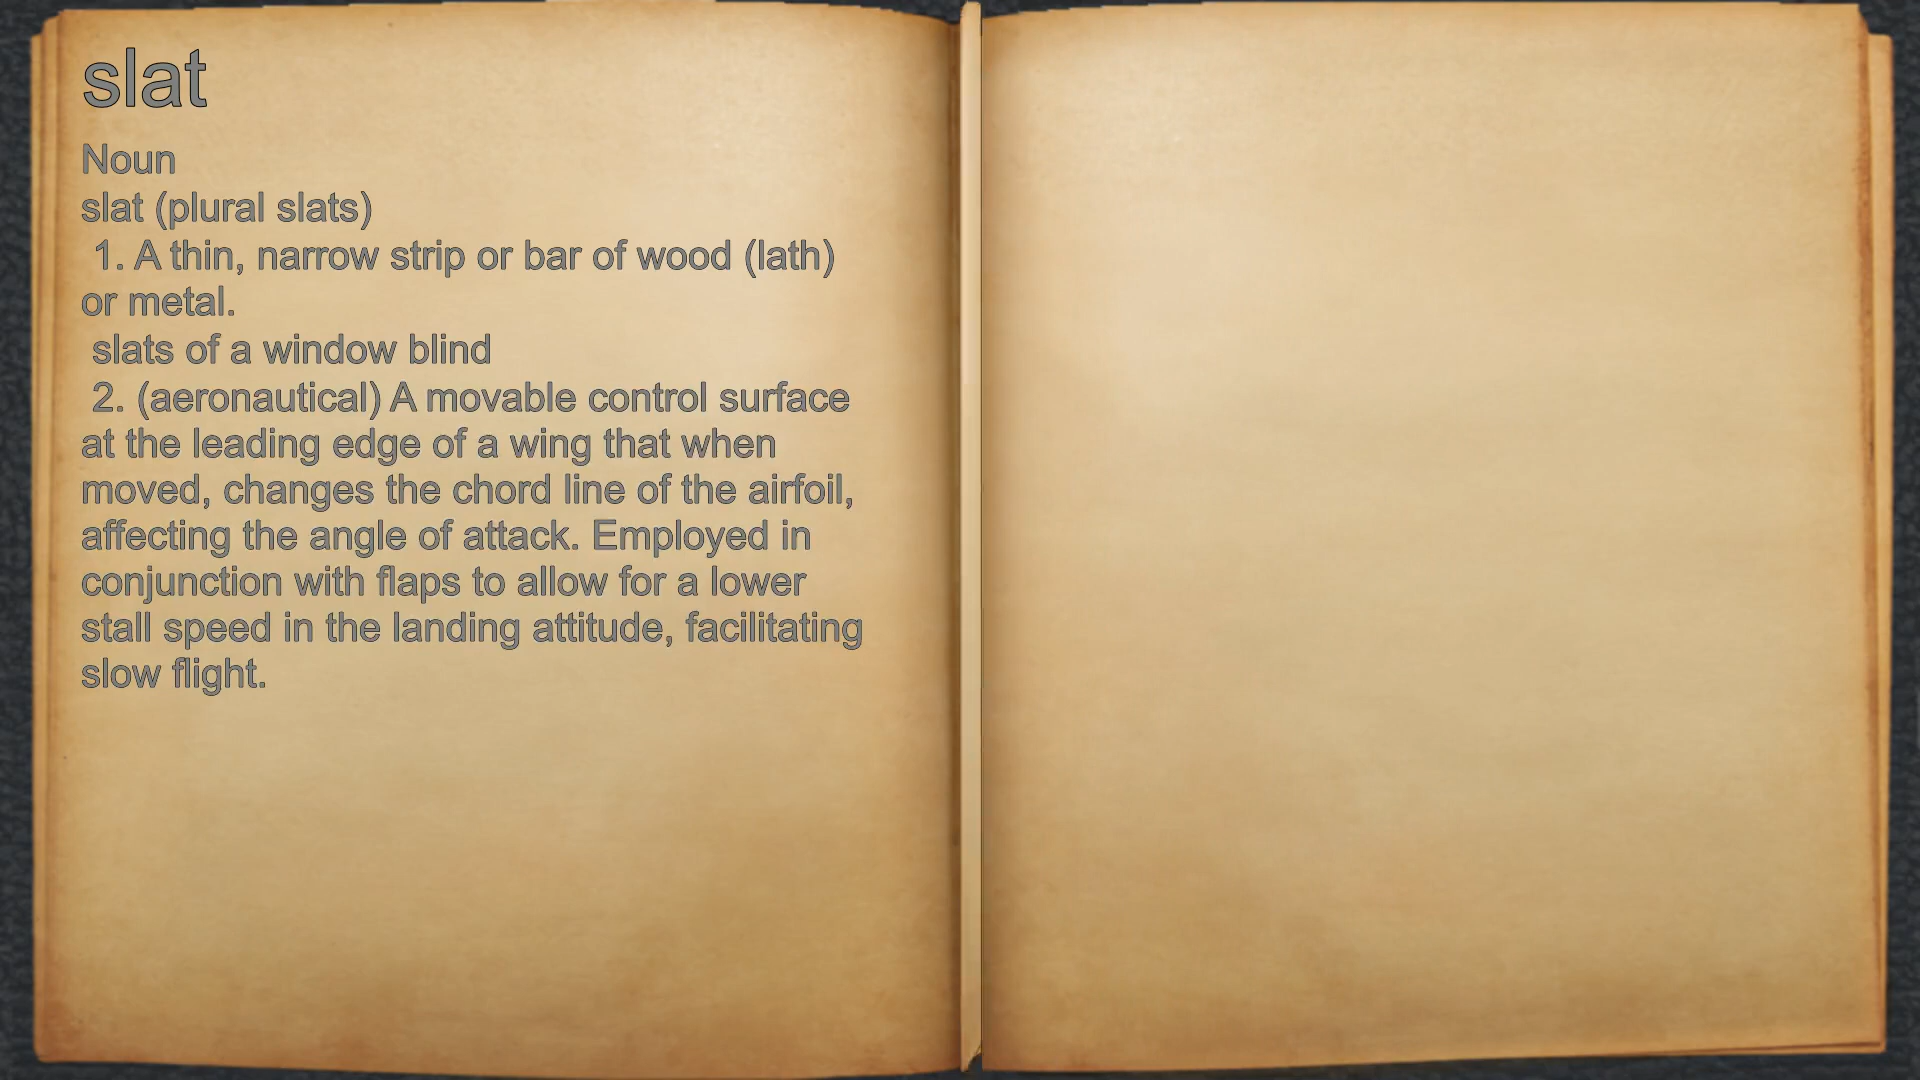 slat
Noun
slat (plural slats)
1. A thin, narrow strip or bar of wood (lath)
or metal.
slats of a window blind
2. (aeronautical) A movable control surface
at the leading edge of a wing that when
moved, changes the chord line of the airfoil,
affecting the angle of attack. Employed in
conjunction with flaps to allow for a lower
stall speed in the landing attitude, facilitating
slow flight.